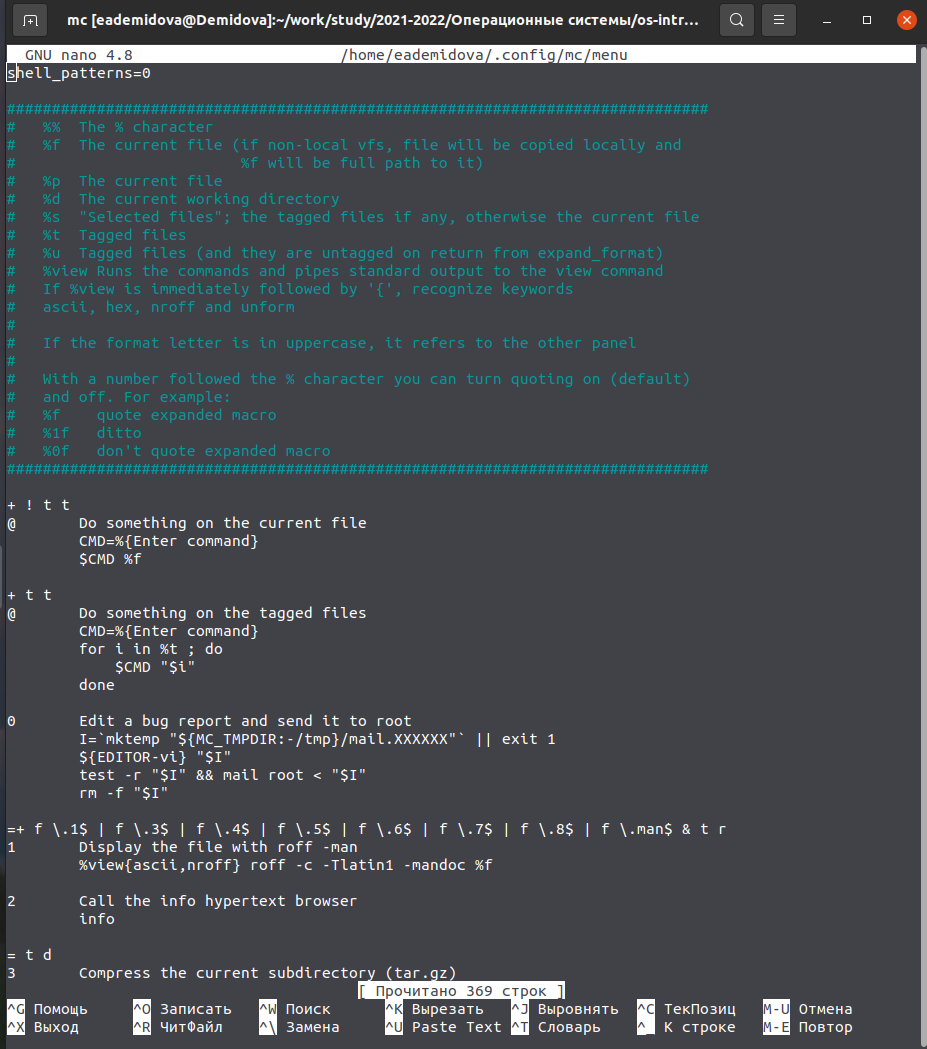 mc [eademidova@Demidova]:~/work/study/2021-2022/Операционные системы/os-intr...
GNU nano 4.8 /home/eademidova/.config/mc/menu
shell_patterns=0
##############################################################################
#   %%  The % character
#   %f  The current file (if non-local vfs, file will be copied locally and
#                         %f will be full path to it)
#   %p  The current file
#   %d  The current working directory
#   %s  "Selected files"; the tagged files if any, otherwise the current file
#   %t  Tagged files
#   %u  Tagged files (and they are untagged on return from expand_format)
#   %view Runs the commands and pipes standard output to the view command
#   If %view is immediately followed by '{', recognize keywords
#   ascii, hex, nroff and unform
#
#   If the format letter is in uppercase, it refers to the other panel
#
#   With a number followed the % character you can turn quoting on (default)
#   and off. For example:
#   %f    quote expanded macro
#   %1f   ditto
#   %0f   don't quote expanded macro
##############################################################################
+ ! t t
@       Do something on the current file
        CMD=%{Enter command}
        $CMD %f
+ t t
@       Do something on the tagged files
        CMD=%{Enter command}
        for i in %t ; do
            $CMD "$i"
        done
0       Edit a bug report and send it to root
        I=`mktemp "${MC_TMPDIR:-/tmp}/mail.XXXXXX"` || exit 1
        ${EDITOR-vi} "$I"
        test -r "$I" && mail root < "$I"
        rm -f "$I"
=+ f \.1$ | f \.3$ | f \.4$ | f \.5$ | f \.6$ | f \.7$ | f \.8$ | f \.man$ & t r
1       Display the file with roff -man
        %view{ascii,nroff} roff -c -Tlatin1 -mandoc %f
2       Call the info hypertext browser
        info
= t d
3       Compress the current subdirectory (tar.gz)
[ Прочитано 369 строк ]
^G Помощь ^O Записать ^W Поиск ^K Вырезать ^J Выровнять ^C ТекПозиц M-U Отмена
^X Выход ^R ЧитФайл ^\ Замена ^U Paste Text ^T Словарь ^_ К строке M-E Повтор